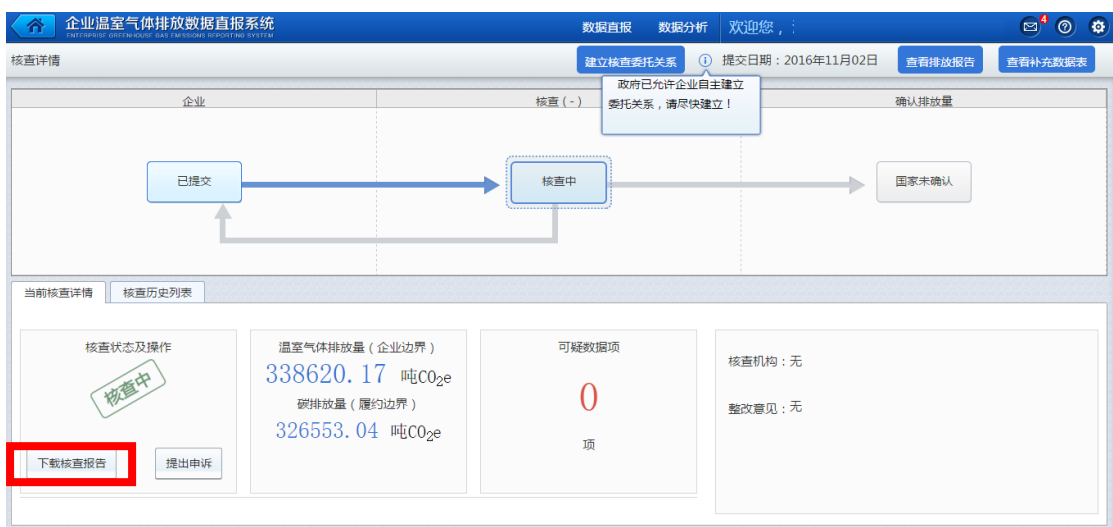 企业温室气体排放数据直报系统
ENTERPRISE GREENHOUSE GAS EMISSIONS REPORTING SYSTEM
数据直报 数据分析 欢迎您，
4
核查详情
建立核查委托关系 提交日期：2016年11月02日 查看排放报告 查看补充数据表
政府已允许企业自主建立
委托关系，请尽快建立！
企业 核查 ( - ) 确认排放量
已提交 核查中 国家未确认
当前核查详情 核查历史列表
核查状态及操作
核查中
下载核查报告 提出申诉
温室气体排放量（企业边界）
338620.17 吨CO₂e
碳排放量（履约边界）
326553.04 吨CO₂e
可疑数据项
0
项
核查机构：无
整改意见：无